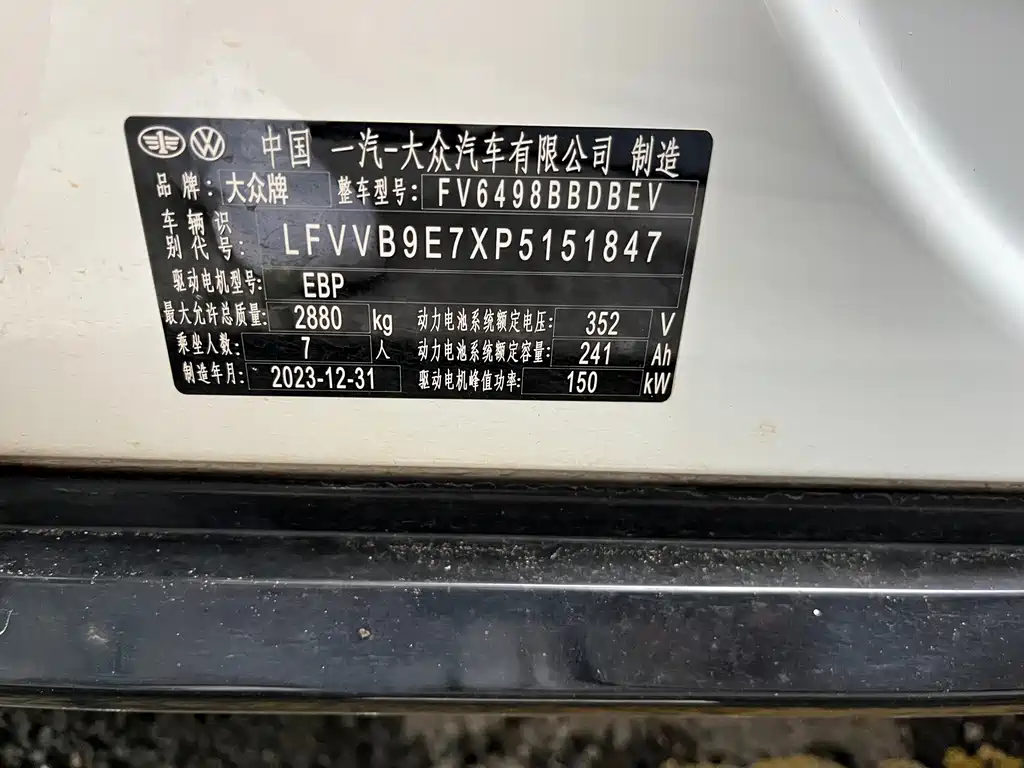 中国 一汽-大众汽车有限公司 制造
品牌: 大众牌 整车型号: FV6498BBDBEV
车辆识别代号: LFVVB9E7XP5151847
驱动电机型号: EBP
最大允许总质量: 2880 kg 动力电池系统额定电压: 352 V
乘坐人数: 7 人 动力电池系统额定容量: 241 Ah
制造年月: 2023-12-31 驱动电机峰值功率: 150 kW